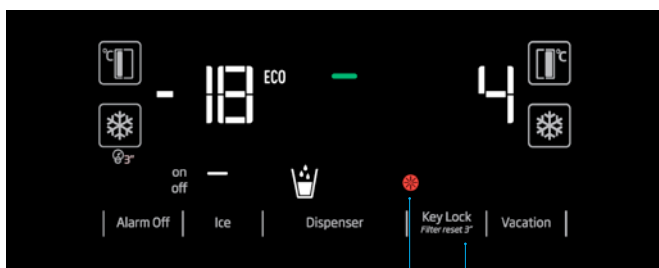 °C
°C
- 18
ECO
4
3"
on
off
Alarm Off
Ice
Dispenser
Key Lock
Filter reset 3"
Vacation